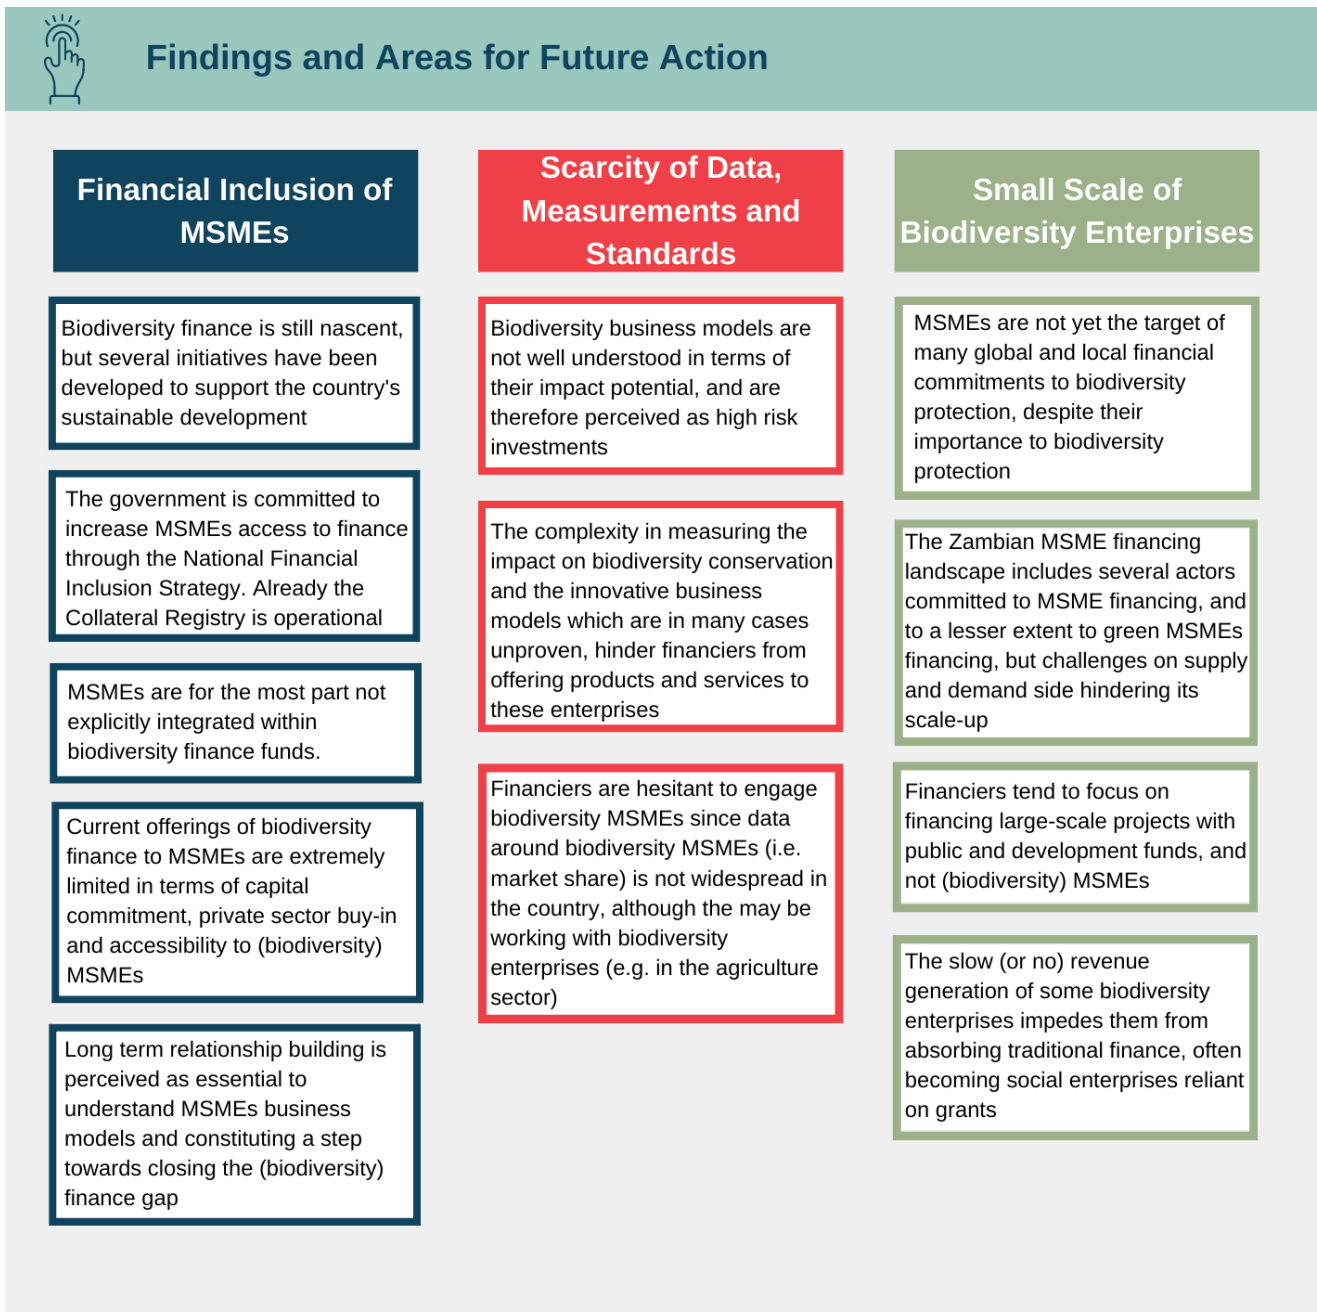 Findings and Areas for Future Action
Financial Inclusion of
MSMEs
Biodiversity finance is still nascent,
but several initiatives have been
developed to support the country's
sustainable development
The government is committed to
increase MSMEs access to finance
through the National Financial
Inclusion Strategy. Already the
Collateral Registry is operational
MSMEs are for the most part not
explicitly integrated within
biodiversity finance funds.
Current offerings of biodiversity
finance to MSMEs are extremely
limited in terms of capital
commitment, private sector buy-in
and accessibility to (biodiversity)
MSMEs
Long term relationship building is
perceived as essential to
understand MSMEs business
models and constituting a step
towards closing the (biodiversity)
finance gap
Scarcity of Data,
Measurements and
Standards
Biodiversity business models are
not well understood in terms of
their impact potential, and are
therefore perceived as high risk
investments
The complexity in measuring the
impact on biodiversity conservation
and the innovative business
models which are in many cases
unproven, hinder financiers from
offering products and services to
these enterprises
Financiers are hesitant to engage
biodiversity MSMEs since data
around biodiversity MSMEs (i.e.
market share) is not widespread in
the country, although the may be
working with biodiversity
enterprises (e.g. in the agriculture
sector)
Small Scale of
Biodiversity Enterprises
MSMEs are not yet the target of
many global and local financial
commitments to biodiversity
protection, despite their
importance to biodiversity
protection
The Zambian MSME financing
landscape includes several actors
committed to MSME financing, and
to a lesser extent to green MSMEs
financing, but challenges on supply
and demand side hindering its
scale-up
Financiers tend to focus on
financing large-scale projects with
public and development funds, and
not (biodiversity) MSMEs
The slow (or no) revenue
generation of some biodiversity
enterprises impedes them from
absorbing traditional finance, often
becoming social enterprises reliant
on grants